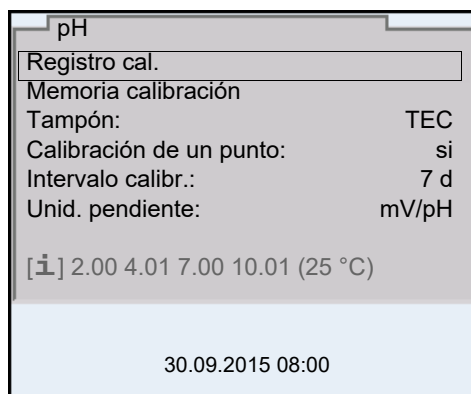 pH
Registro cal.
Memoria calibración
Tampón: TEC
Calibración de un punto: si
Intervalo calibr.: 7 d
Unid. pendiente: mV/pH
[i] 2.00 4.01 7.00 10.01 (25 °C)
30.09.2015 08:00